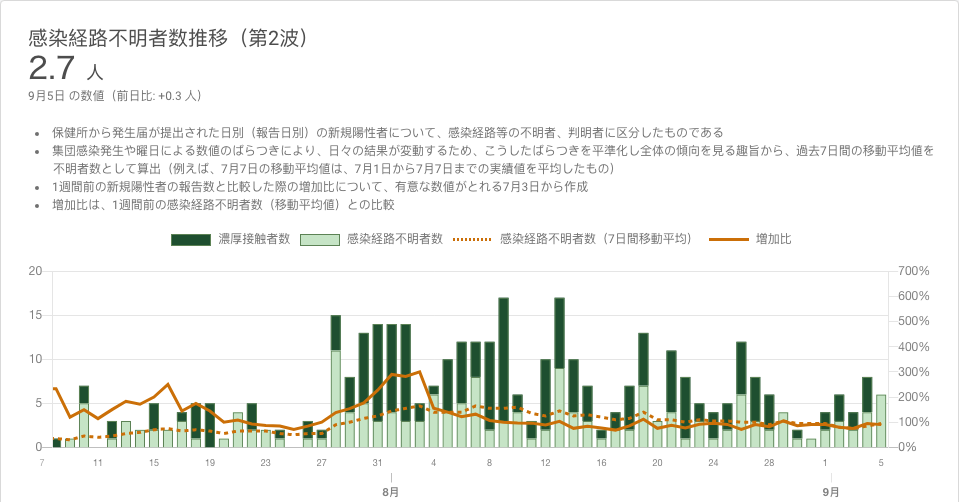 感染経路不明者数推移（第2波）
2.7 人
9月5日 の数値（前日比: +0.3 人）
• 保健所から発生届が提出された日別（報告日別）の新規陽性者について、感染経路等の不明者、判明者に区分したものである
• 集団感染発生や曜日による数値のばらつきにより、日々の結果が変動するため、こうしたばらつきを平準化し全体の傾向を見る趣旨から、過去7日間の移動平均値を
不明者数として算出（例えば、7月7日の移動平均値は、7月1日から7月7日までの実績値を平均したもの）
• 1週間前の新規陽性者の報告数と比較した際の増加比について、有意な数値がとれる7月3日から作成
• 増加比は、1週間前の感染経路不明者数（移動平均値）との比較
濃厚接触者数 感染経路不明者数 感染経路不明者数（7日間移動平均） 増加比
20 700%
600%
15 500%
400%
10 300%
5 200%
100%
0 0%
7 11 15 19 23 27 31 4 8 12 16 20 24 28 1 5
8月 9月